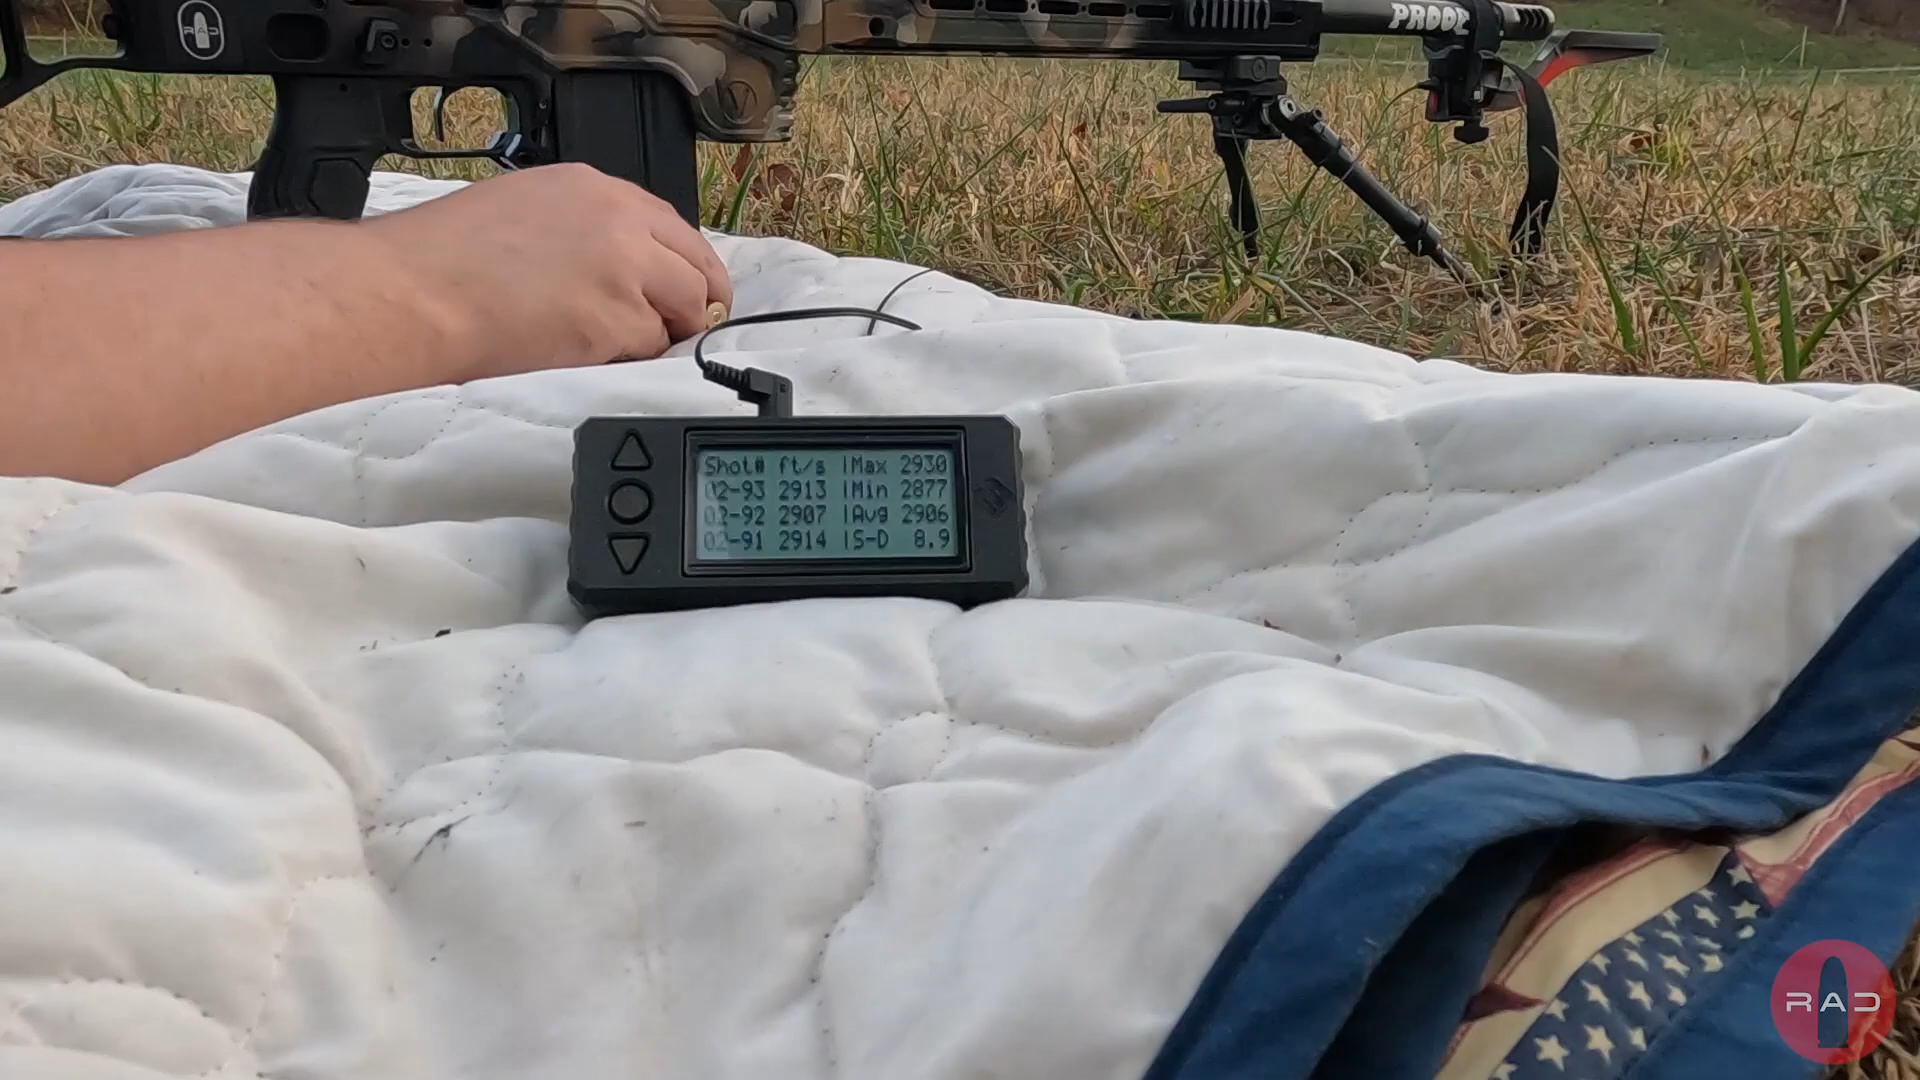 RAD
PROOF
Shot# ft/s |Max 2930
02-93 2913 |Min 2877
02-92 2907 |Avg 2906
02-91 2914 |S-D 8.9
RAD